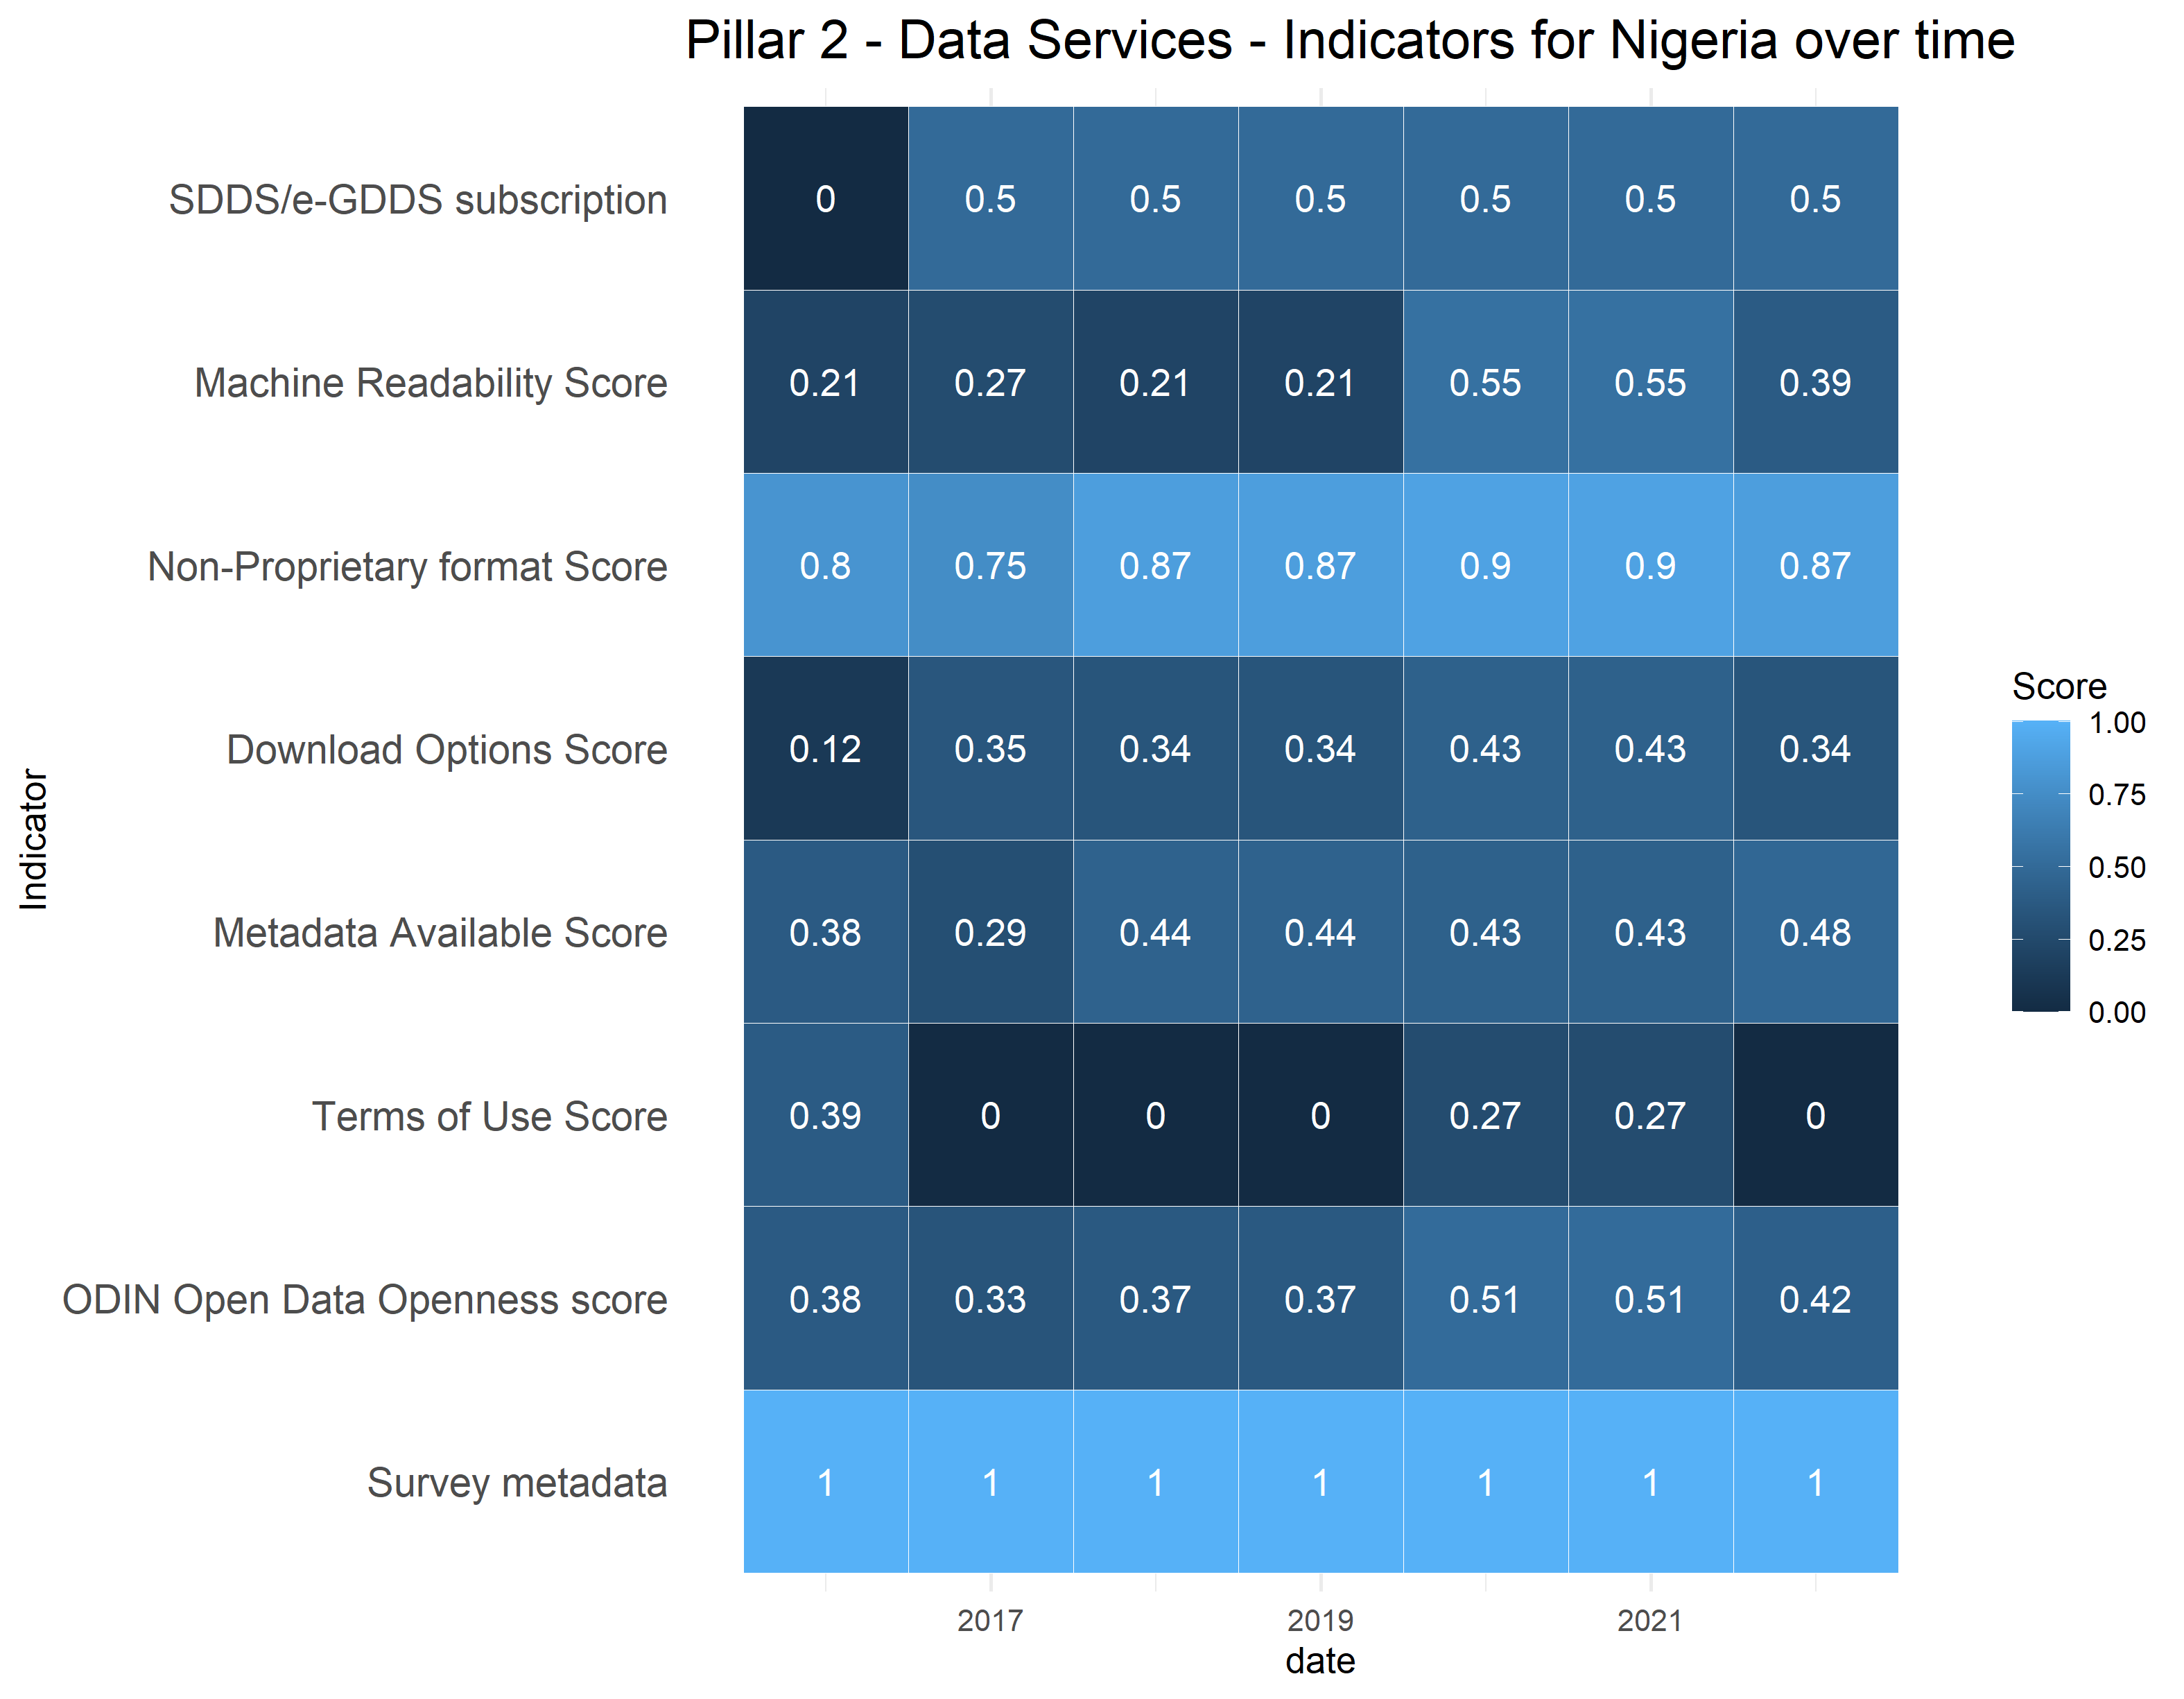 Pillar 2 - Data Services - Indicators for Nigeria over time
Indicator
SDDS/e-GDDS subscription 0 0.5 0.5 0.5 0.5 0.5 0.5
Machine Readability Score 0.21 0.27 0.21 0.21 0.55 0.55 0.39
Non-Proprietary format Score 0.8 0.75 0.87 0.87 0.9 0.9 0.87
Download Options Score 0.12 0.35 0.34 0.34 0.43 0.43 0.34
Metadata Available Score 0.38 0.29 0.44 0.44 0.43 0.43 0.48
Terms of Use Score 0.39 0 0 0 0.27 0.27 0
ODIN Open Data Openness score 0.38 0.33 0.37 0.37 0.51 0.51 0.42
Survey metadata 1 1 1 1 1 1 1
2017 2019 2021
date
Score
1.00
0.75
0.50
0.25
0.00